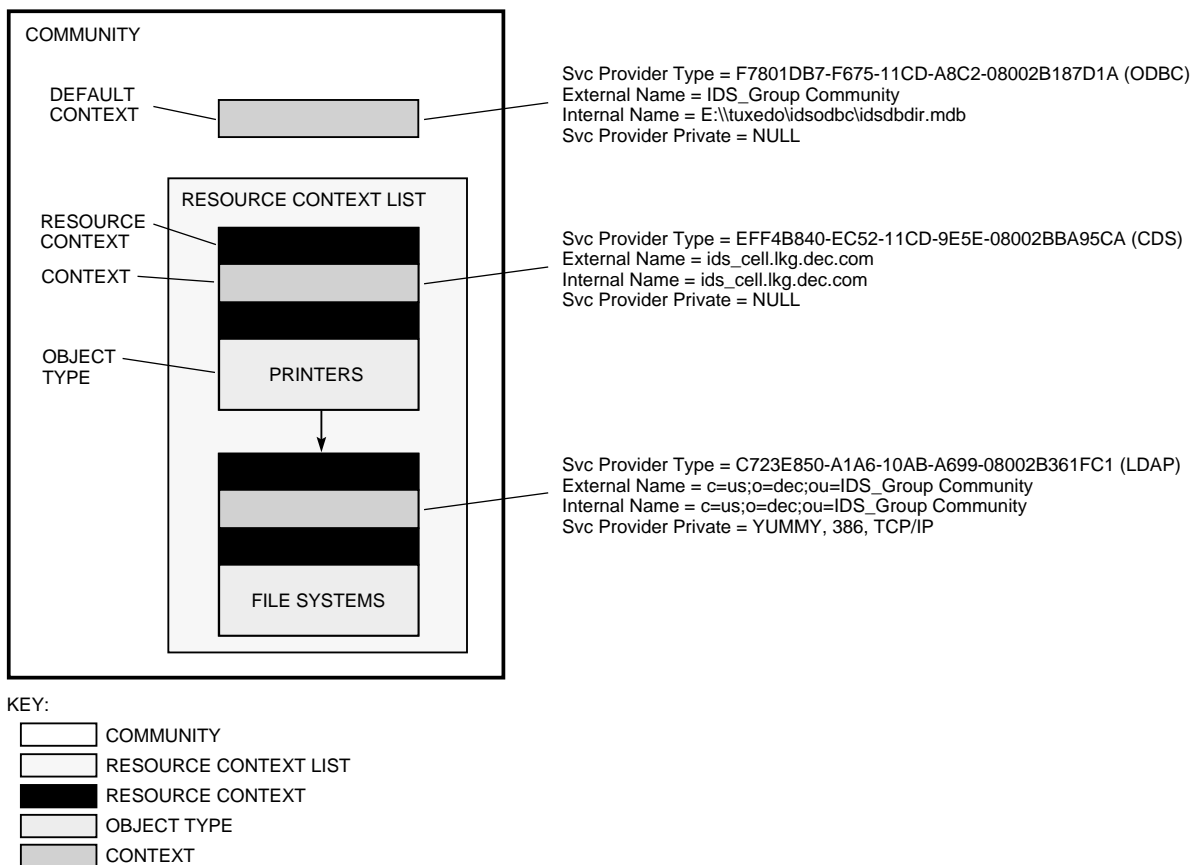 COMMUNITY
DEFAULT
CONTEXT
Svc Provider Type = F7801DB7-F675-11CD-A8C2-08002B187D1A (ODBC)
External Name = IDS_Group Community
Internal Name = E:\\tuxedo\idsodbc\idsdbdir.mdb
Svc Provider Private = NULL
RESOURCE CONTEXT LIST
RESOURCE
CONTEXT
CONTEXT
Svc Provider Type = EFF4B840-EC52-11CD-9E5E-08002BBA95CA (CDS)
External Name = ids_cell.lkg.dec.com
Internal Name = ids_cell.lkg.dec.com
Svc Provider Private = NULL
OBJECT
TYPE
PRINTERS
Svc Provider Type = C723E850-A1A6-10AB-A699-08002B361FC1 (LDAP)
External Name = c=us;o=dec;ou=IDS_Group Community
Internal Name = c=us;o=dec;ou=IDS_Group Community
Svc Provider Private = YUMMY, 386, TCP/IP
FILE SYSTEMS
KEY:
COMMUNITY
RESOURCE CONTEXT LIST
RESOURCE CONTEXT
OBJECT TYPE
CONTEXT